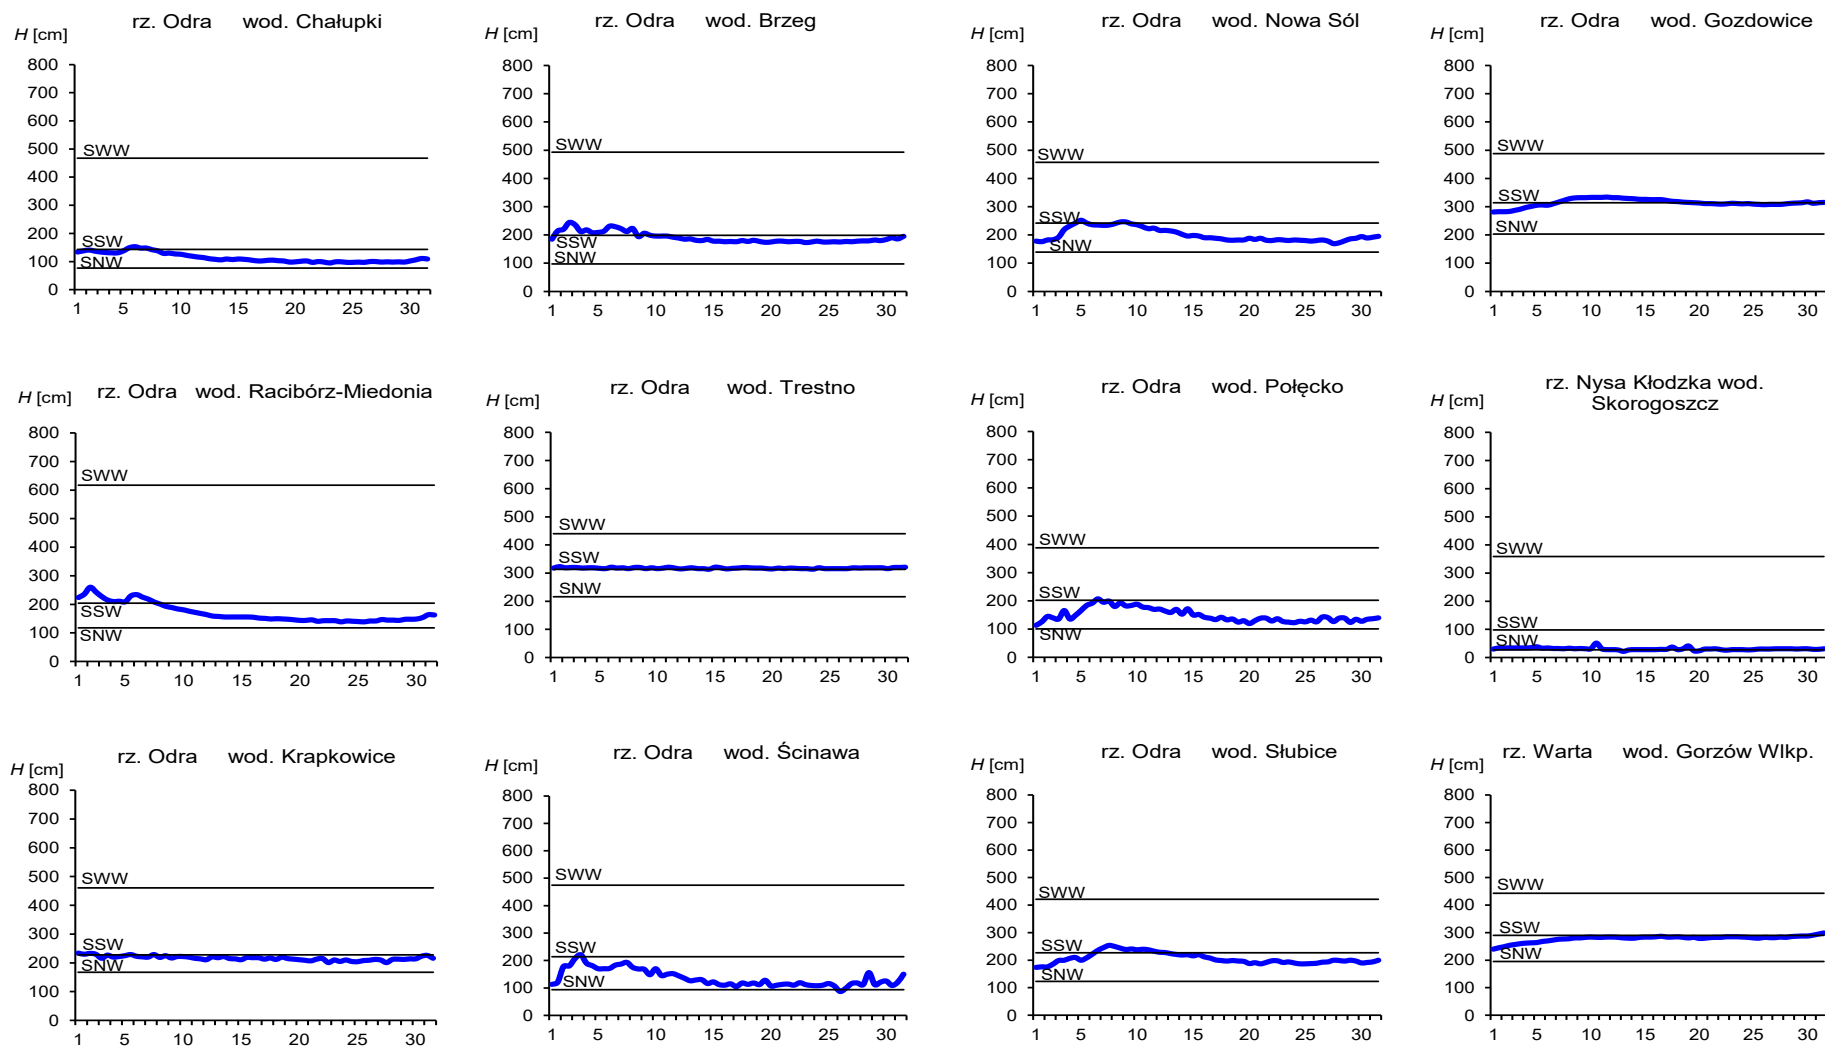 rz. Odra wod. Chałupki
H [cm]
800
700
600
500
400
300
200
100
0
SWW
SSW
SNW
1 5 10 15 20 25 30
rz. Odra wod. Brzeg
H [cm]
800
700
600
500
400
300
200
100
0
SWW
SSW
SNW
1 5 10 15 20 25 30
rz. Odra wod. Nowa Sól
H [cm]
800
700
600
500
400
300
200
100
0
SWW
SSW
SNW
1 5 10 15 20 25 30
rz. Odra wod. Gozdowice
H [cm]
800
700
600
500
400
300
200
100
0
SWW
SSW
SNW
1 5 10 15 20 25 30
rz. Odra wod. Racibórz-Miedonia
H [cm]
800
700
600
500
400
300
200
100
0
SWW
SSW
SNW
1 5 10 15 20 25 30
rz. Odra wod. Trestno
H [cm]
800
700
600
500
400
300
200
100
0
SWW
SSW
SNW
1 5 10 15 20 25 30
rz. Odra wod. Połęcko
H [cm]
800
700
600
500
400
300
200
100
0
SWW
SSW
SNW
1 5 10 15 20 25 30
rz. Nysa Kłodzka wod.
Skorogoszcz
H [cm]
800
700
600
500
400
300
200
100
0
SWW
SSW
SNW
1 5 10 15 20 25 30
rz. Odra wod. Krapkowice
H [cm]
800
700
600
500
400
300
200
100
0
SWW
SSW
SNW
1 5 10 15 20 25 30
rz. Odra wod. Ścinawa
H [cm]
800
700
600
500
400
300
200
100
0
SWW
SSW
SNW
1 5 10 15 20 25 30
rz. Odra wod. Słubice
H [cm]
800
700
600
500
400
300
200
100
0
SWW
SSW
SNW
1 5 10 15 20 25 30
rz. Warta wod. Gorzów Wlkp.
H [cm]
800
700
600
500
400
300
200
100
0
SWW
SSW
SNW
1 5 10 15 20 25 30